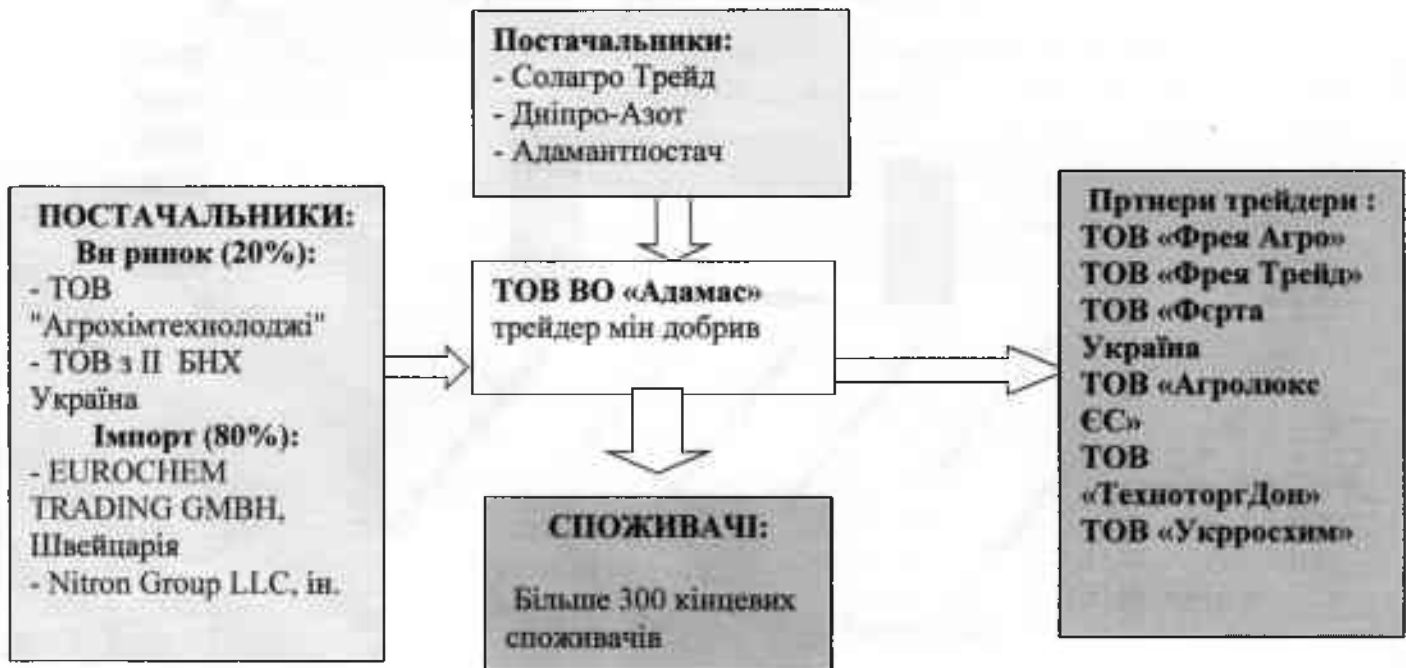 Постачальники:
- Солагро Трейд
- Дніпро-Азот
- Адамантпостач
ПОСТАЧАЛЬНИКИ:
Вн ринок (20%):
- ТОВ
"Агрохімтехнолоджі"
- ТОВ з ІІ БНХ
Україна
Імпорт (80%):
- EUROCHEM
TRADING GMBH,
Швейцарія
- Nitron Group LLC, ін.
ТОВ ВО «Адамас»
трейдер мін добрив
СПОЖИВАЧІ:
Більше 300 кінцевих
споживачів
Пртнери трейдери :
ТОВ «Фрея Агро»
ТОВ «Фрея Трейд»
ТОВ «Фєрта
Україна
ТОВ «Агролюкс
ЄС»
ТОВ
«ТехноторгДон»
ТОВ «Укрросхим»